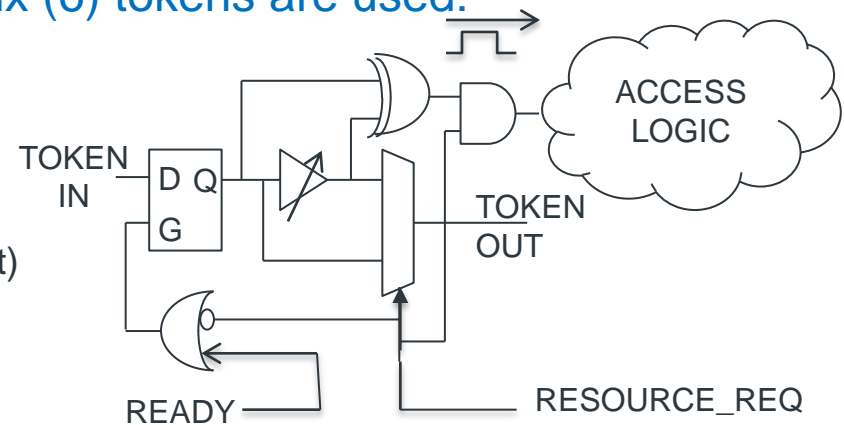 (6) tokens are used.
ACCESS
LOGIC
TOKEN
IN
D Q
G
TOKEN
OUT
t)
READY
RESOURCE_REQ